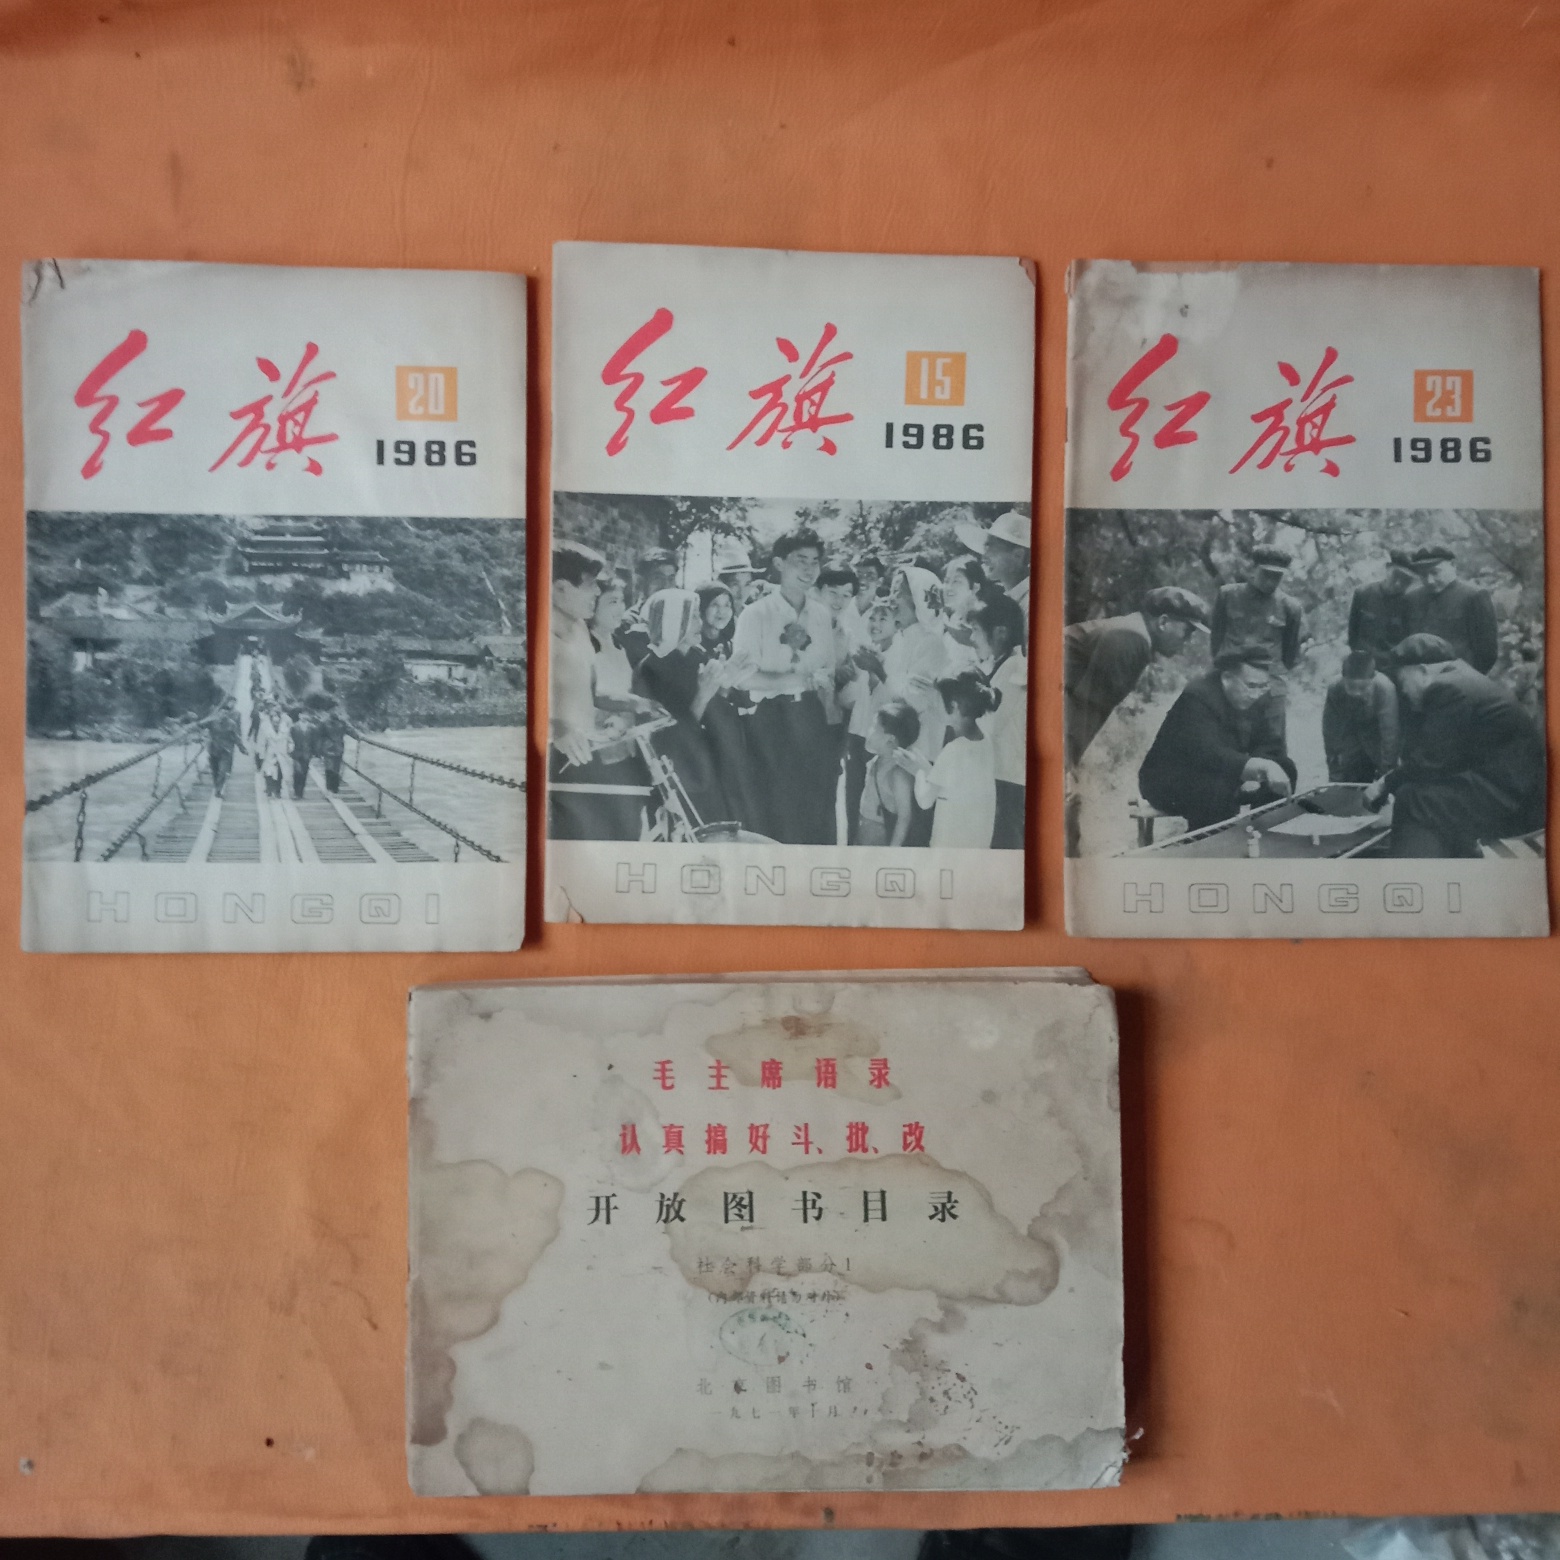 红旗
20
1986
HONGQI
红旗
15
1986
HONGQI
红旗
23
1986
HONGQI
毛主席语录
认真搞好斗、批、改
开放图书目录
社会科学部分1
北京图书馆